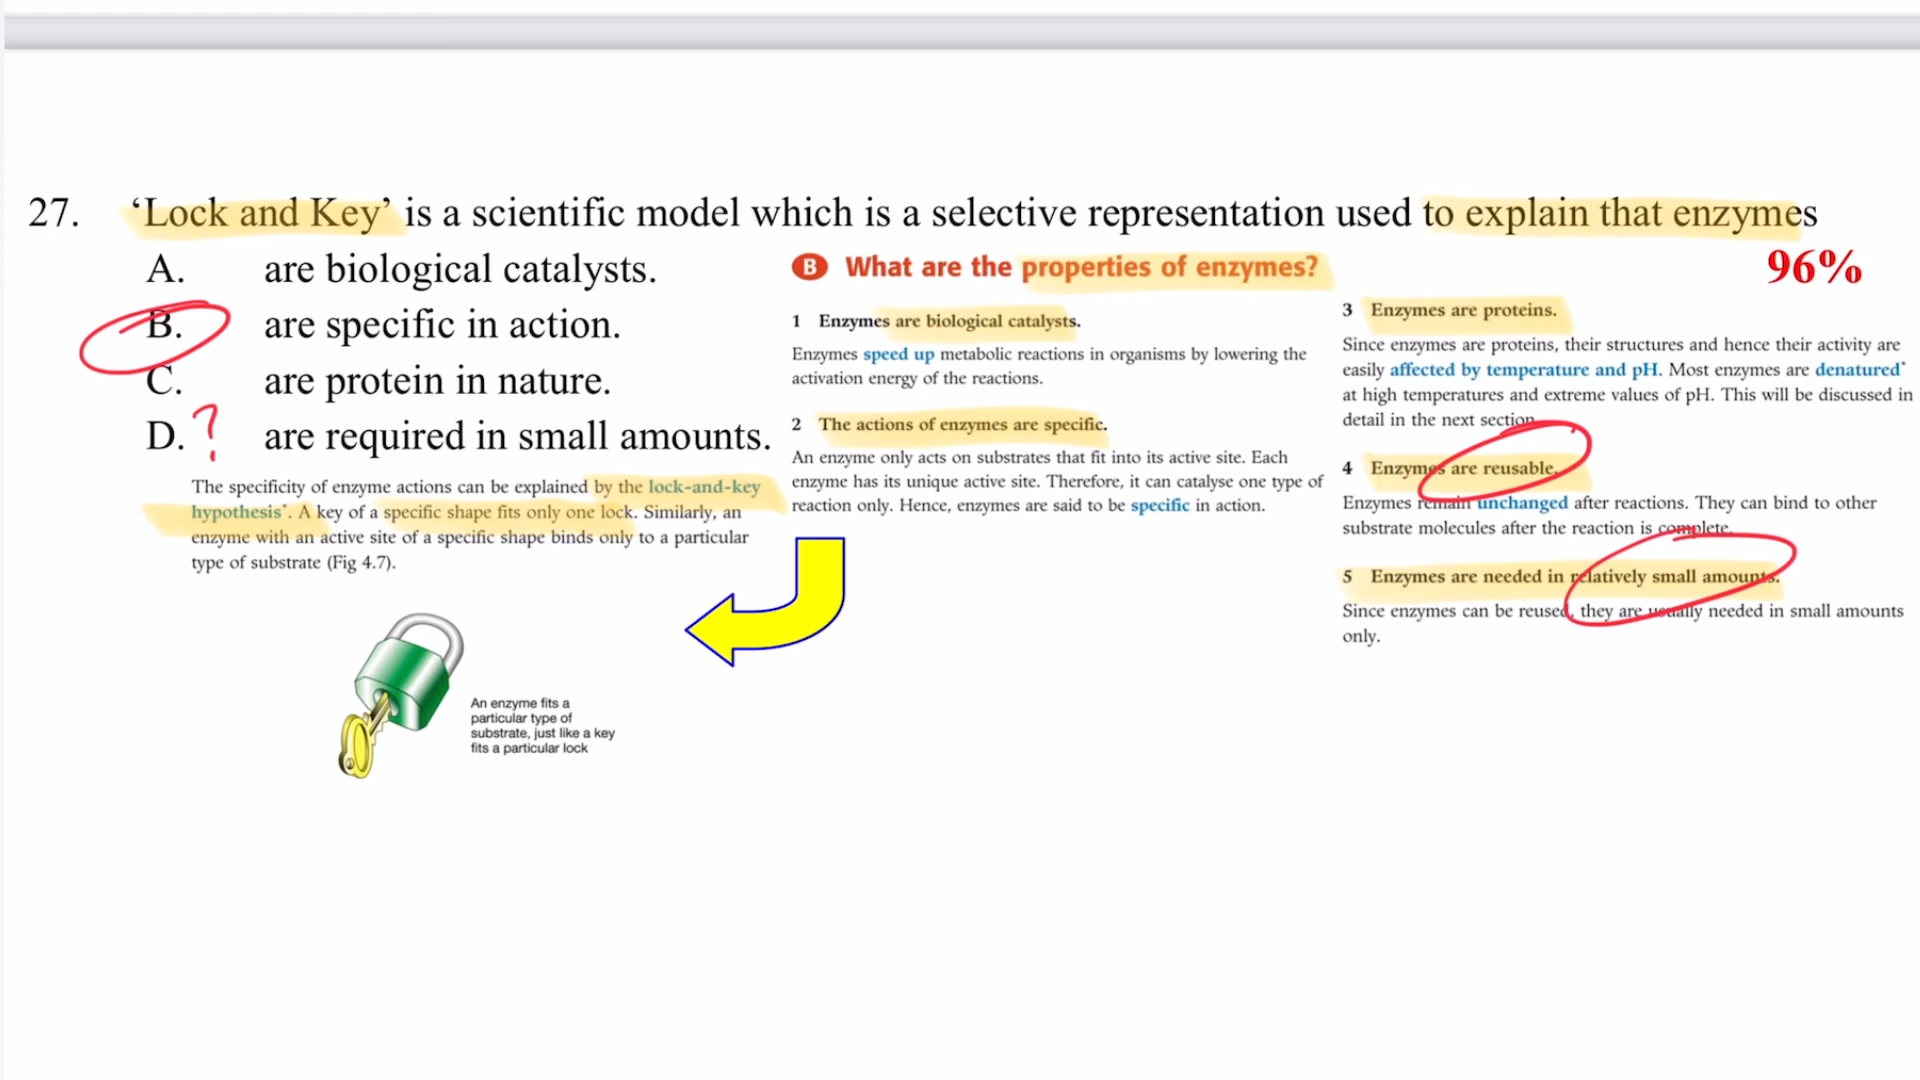 27. ‘Lock and Key’ is a scientific model which is a selective representation used to explain that enzymes
96%
A. are biological catalysts.
B. are specific in action.
C. are protein in nature.
D. ? are required in small amounts.
The specificity of enzyme actions can be explained by the lock-and-key
hypothesis*. A key of a specific shape fits only one lock. Similarly, an
enzyme with an active site of a specific shape binds only to a particular
type of substrate (Fig 4.7).
An enzyme fits a
particular type of
substrate, just like a key
fits a particular lock
B What are the properties of enzymes?
1 Enzymes are biological catalysts.
Enzymes speed up metabolic reactions in organisms by lowering the
activation energy of the reactions.
2 The actions of enzymes are specific.
An enzyme only acts on substrates that fit into its active site. Each
enzyme has its unique active site. Therefore, it can catalyse one type of
reaction only. Hence, enzymes are said to be specific in action.
3 Enzymes are proteins.
Since enzymes are proteins, their structures and hence their activity are
easily affected by temperature and pH. Most enzymes are denatured*
at high temperatures and extreme values of pH. This will be discussed in
detail in the next section.
4 Enzymes are reusable.
Enzymes remain unchanged after reactions. They can bind to other
substrate molecules after the reaction is complete.
5 Enzymes are needed in relatively small amounts.
Since enzymes can be reused, they are usually needed in small amounts
only.